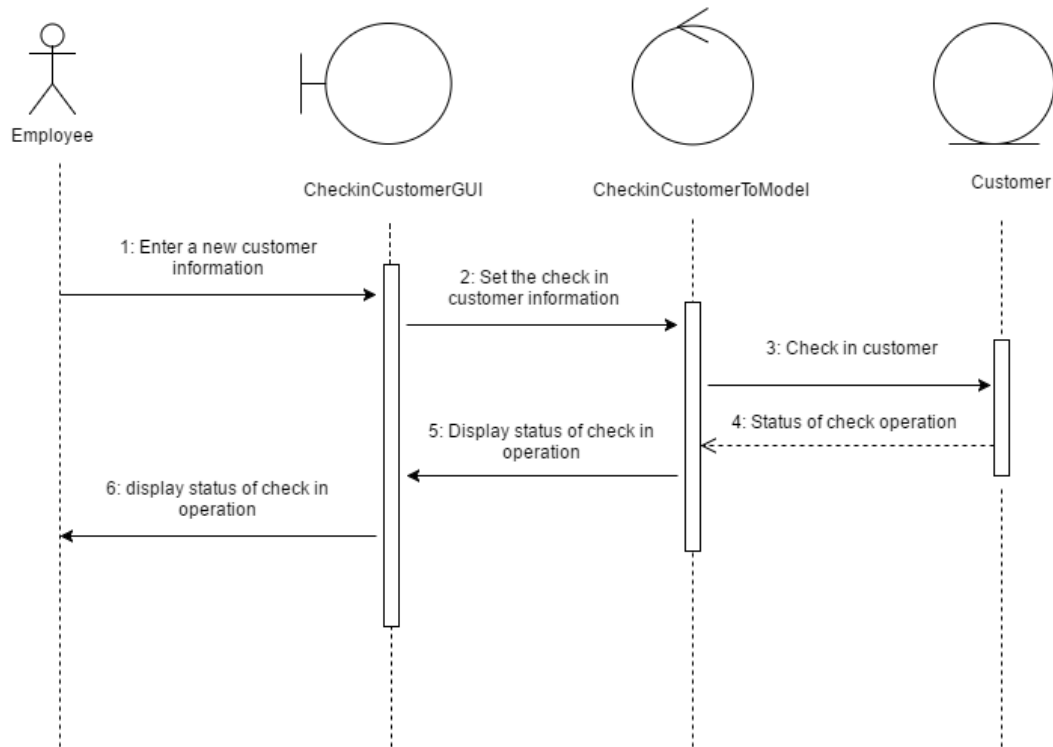 Employee
CheckinCustomerGUI
CheckinCustomerToModel
Customer
1: Enter a new customer
information
2: Set the check in
customer information
3: Check in customer
4: Status of check operation
5: Display status of check in
operation
6: display status of check in
operation